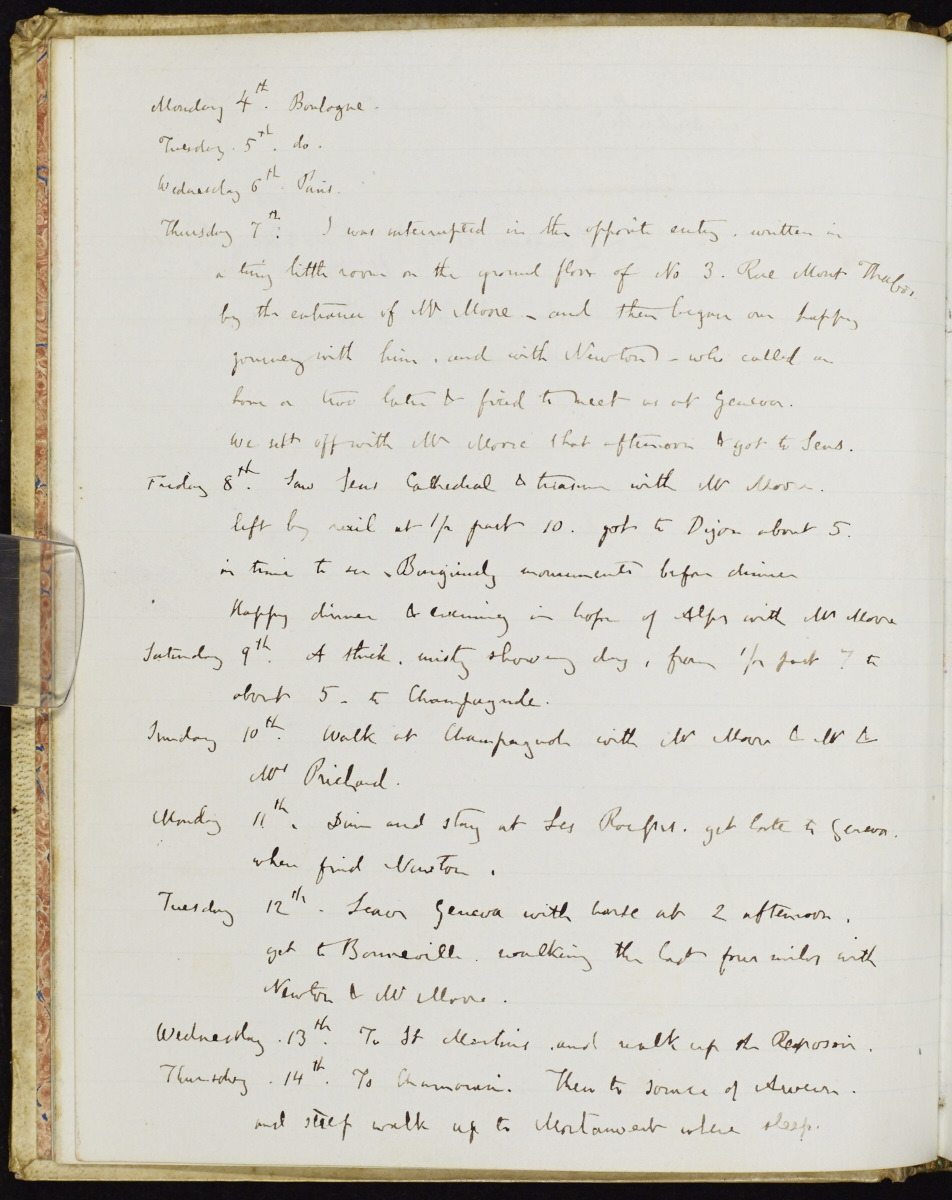 Monday 4th. Boulogne.
Tuesday. 5th. do.
Wednesday 6th. Paris.
Thursday 7th. I was interrupted in the opposite entry, written in
a tiny little room on the ground floor of No 3. Rue Mont Thabor.
by the entrance of Mr Moore - and then began our happy
journey with him, and with Newton - who called an
hour or two later & fixed to meet us at Geneva.
We sett off with Mr Moore that afternoon & got to Sens.
Friday 8th. Saw Sens Cathedral & treasure with Mr Moore.
left by rail at 1/2 past 10. got to Dijon about 5.
in time to see Burgundy monuments before dinner
Happy dinner & evening in hope of Alps with Mr Moore
Saturday 9th. A thick, misty showery day, from 1/2 past 7 to
about 5 - to Champagnole.
Sunday 10th. Walk at Champagnole with Mr Moore & Mr &
Mrs Prichard.
Monday 11th. Dine and stay at Les Rousses. get late to Geneva.
when find Newton.
Tuesday 12th. Leave Geneva with horse at 2 afternoon.
get to Bonneville. walking the last four miles with
Newton & Mr Moore.
Wednesday. 13th. To St Martins, and walk up the Reposoir.
Thursday. 14th. To Chamouni. Then to source of Arveron.
and steep walk up to Montanvert where sleep.